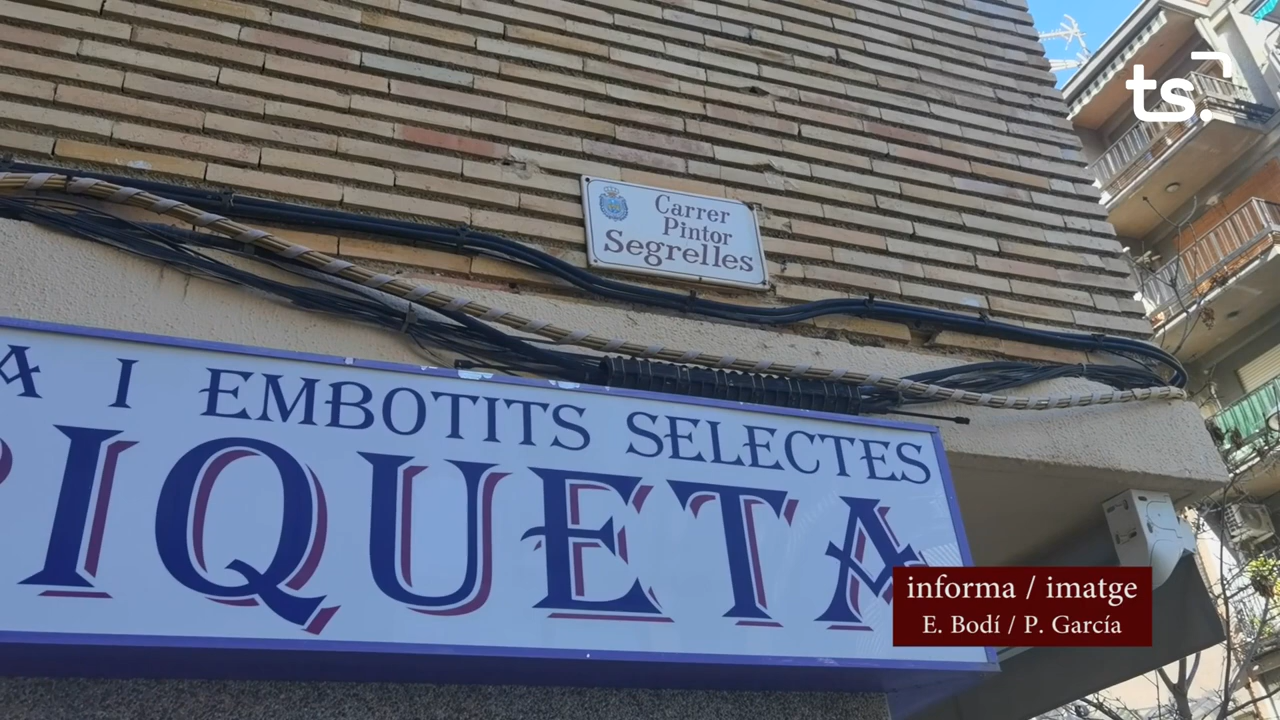 ts.
Carrer
Pintor
Segrelles
A I EMBOTITS SELECTES
IQUETA
informa / imatge
E. Bodí / P. García